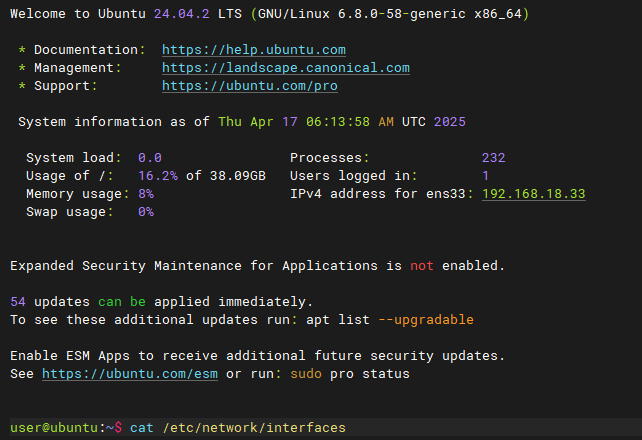 Welcome to Ubuntu 24.04.2 LTS (GNU/Linux 6.8.0-58-generic x86_64)
* Documentation: https://help.ubuntu.com
* Management: https://landscape.canonical.com
* Support: https://ubuntu.com/pro
System information as of Thu Apr 17 06:13:58 AM UTC 2025
System load: 0.0 Processes: 232
Usage of /: 16.2% of 38.09GB Users logged in: 1
Memory usage: 8% IPv4 address for ens33: 192.168.18.33
Swap usage: 0%
Expanded Security Maintenance for Applications is not enabled.
54 updates can be applied immediately.
To see these additional updates run: apt list --upgradable
Enable ESM Apps to receive additional future security updates.
See https://ubuntu.com/esm or run: sudo pro status
user@ubuntu:~$ cat /etc/network/interfaces